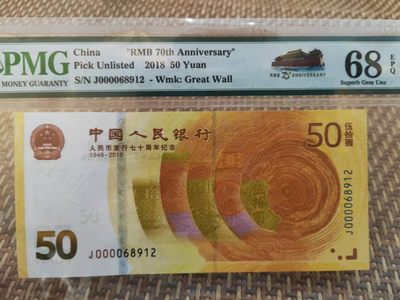 PMG
MONEY GUARANTY
China "RMB 70th Anniversary"
Pick Unlisted 2018 50 Yuan
S/N J000068912 - Wmk: Great Wall
RMB 70th ANNIVERSARY
68
EPQ
Superb Gem Unc
中国人民银行
人民币发行七十周年纪念
1948-2018
50
伍拾圆
J000068912
50
50
J000068912